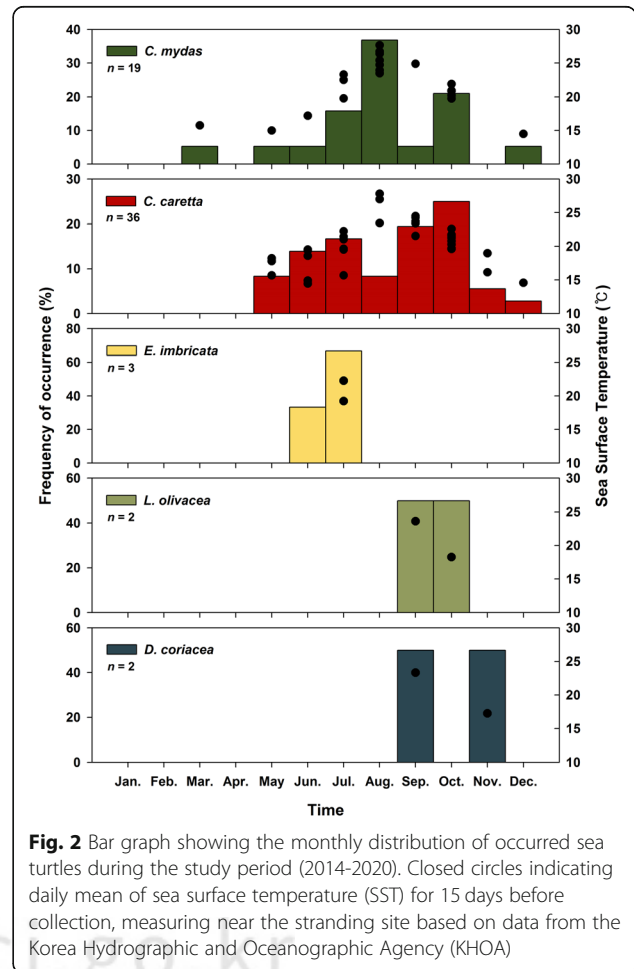 40
30
20
10
0
C. mydas
n = 19
30
25
20
15
10
30
20
10
0
C. caretta
n = 36
30
25
20
15
10
Frequency of occurrence (%)
80
60
40
20
0
E. imbricata
n = 3
30
25
20
15
10
Sea Surface Temperature (℃)
60
40
20
0
L. olivacea
n = 2
30
25
20
15
10
60
40
20
0
D. coriacea
n = 2
30
25
20
15
10
Jan. Feb. Mar. Apr. May Jun. Jul. Aug. Sep. Oct. Nov. Dec.
Time
Fig. 2 Bar graph showing the monthly distribution of occurred sea
turtles during the study period (2014-2020). Closed circles indicating
daily mean of sea surface temperature (SST) for 15 days before
collection, measuring near the stranding site based on data from the
Korea Hydrographic and Oceanographic Agency (KHOA)